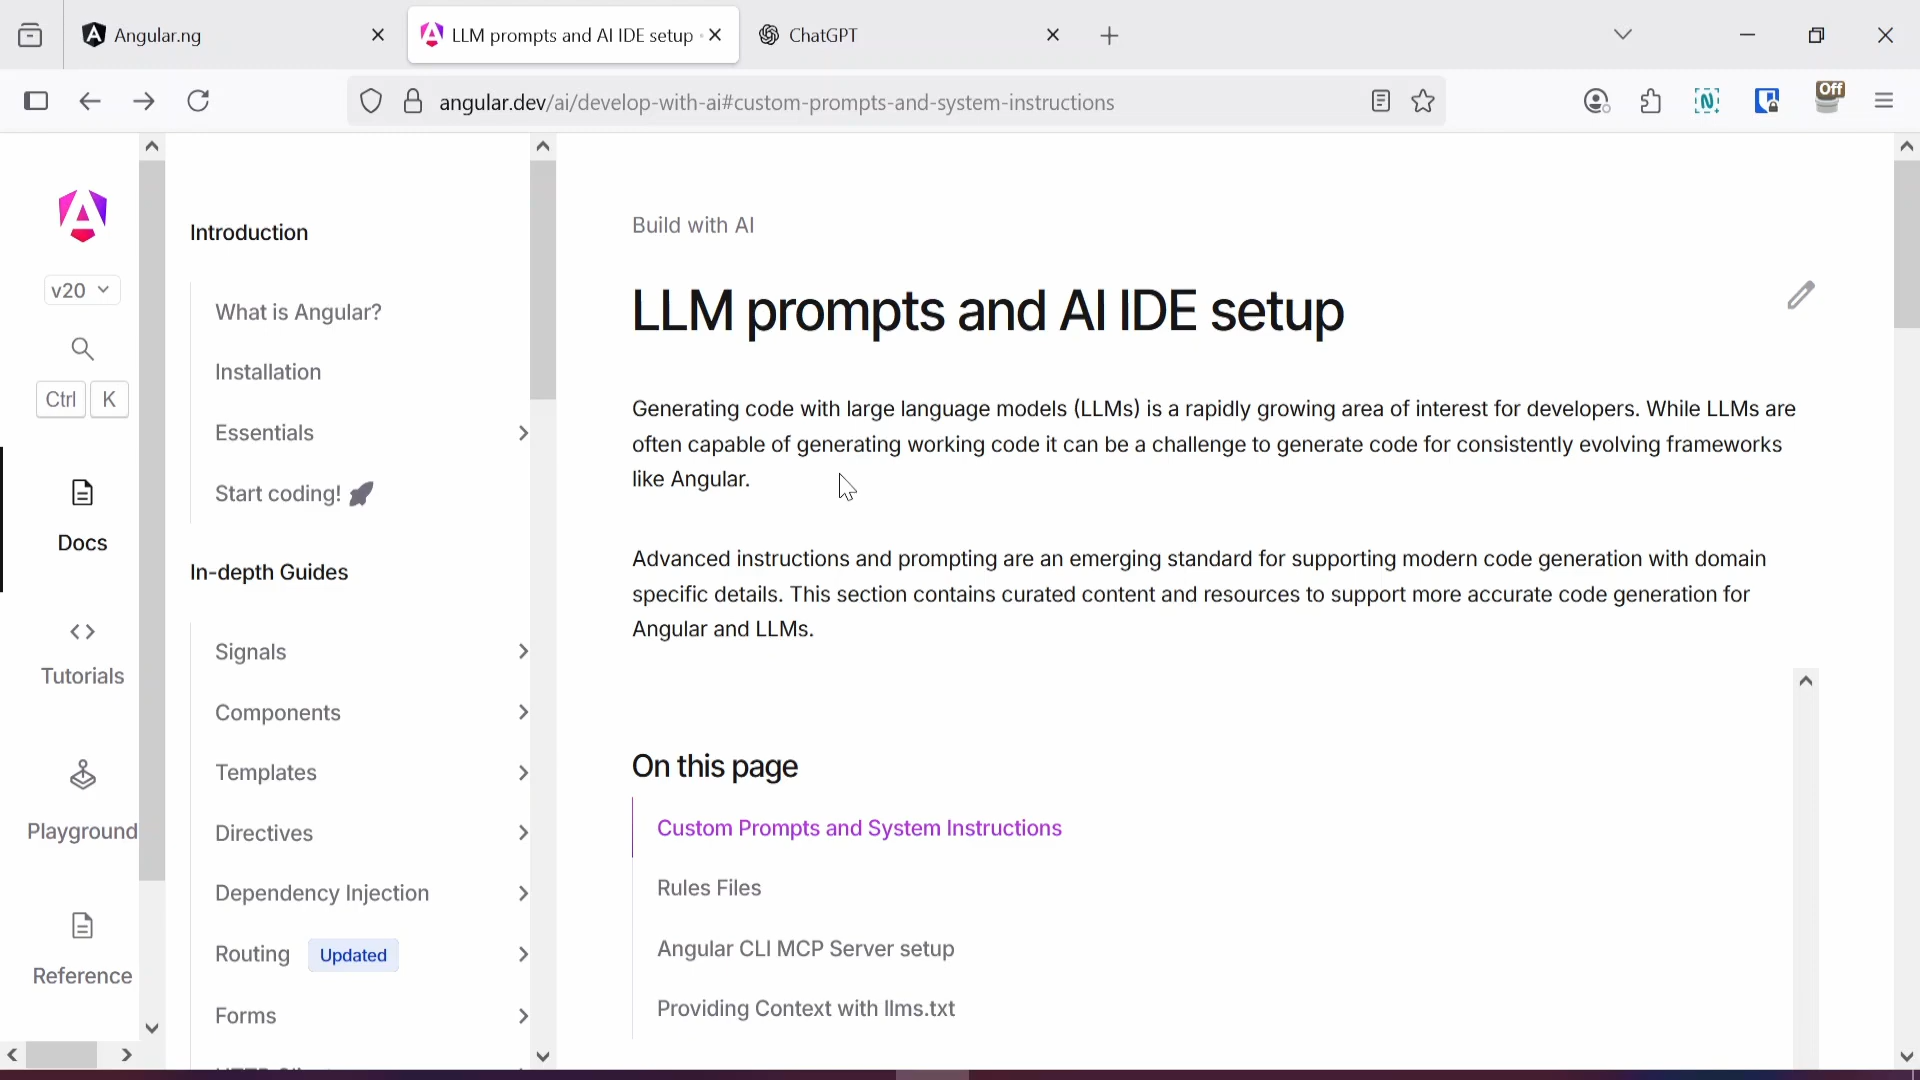 Angular.ng
LLM prompts and AI IDE setup
ChatGPT
angular.dev/ai/develop-with-ai#custom-prompts-and-system-instructions
Off
v20
Ctrl K
Docs
Tutorials
Playground
Reference
Introduction
What is Angular?
Installation
Essentials
Start coding!
In-depth Guides
Signals
Components
Templates
Directives
Dependency Injection
Routing Updated
Forms
Build with AI
LLM prompts and AI IDE setup
Generating code with large language models (LLMs) is a rapidly growing area of interest for developers. While LLMs are
often capable of generating working code it can be a challenge to generate code for consistently evolving frameworks
like Angular.
Advanced instructions and prompting are an emerging standard for supporting modern code generation with domain
specific details. This section contains curated content and resources to support more accurate code generation for
Angular and LLMs.
On this page
Custom Prompts and System Instructions
Rules Files
Angular CLI MCP Server setup
Providing Context with llms.txt